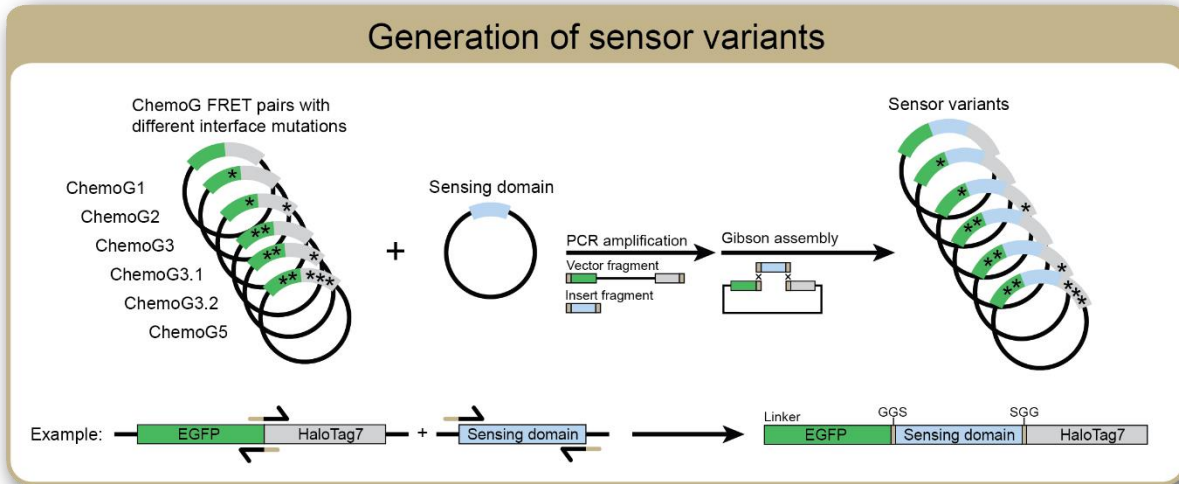 Generation of sensor variants
ChemoG FRET pairs with
different interface mutations
ChemoG1
ChemoG2
ChemoG3
ChemoG3.1
ChemoG3.2
ChemoG5
*
* *
**
** *
** ***
+
Sensing domain
PCR amplification
Vector fragment
Insert fragment
Gibson assembly
Sensor variants
*
* *
**
** *
** ***
Example:
EGFP
HaloTag7
+
Sensing domain
Linker
GGS
SGG
EGFP
Sensing domain
HaloTag7